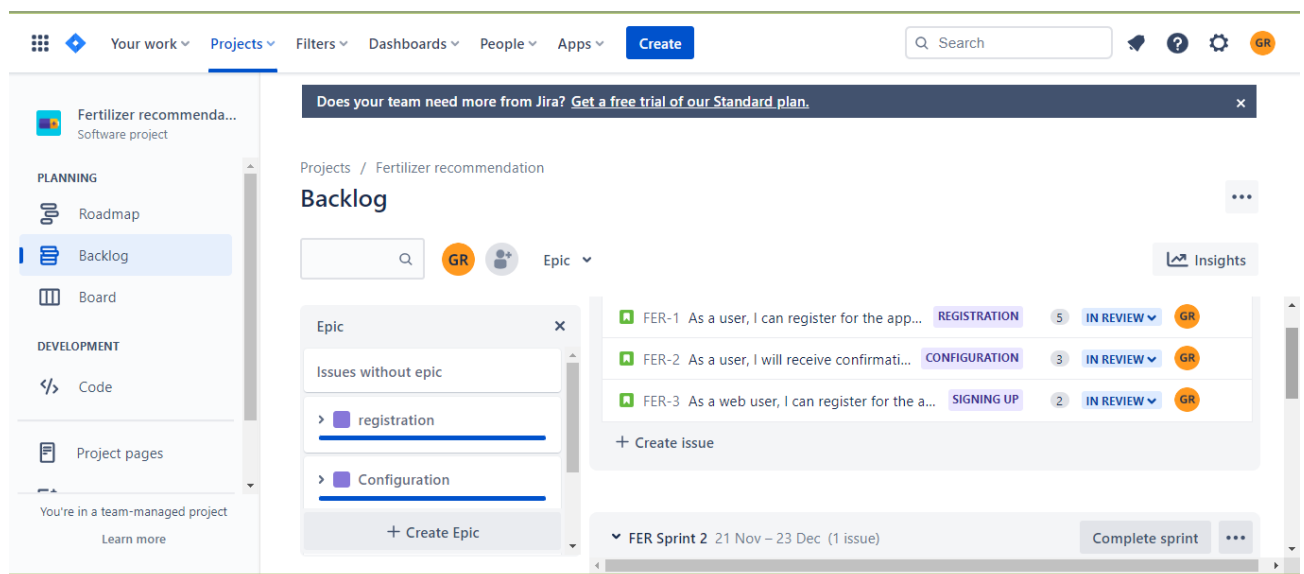 Your work Projects Filters Dashboards People Apps Create Search GR
Fertilizer recommenda...
Software project
PLANNING
Roadmap
Backlog
Board
DEVELOPMENT
Code
Project pages
You're in a team-managed project
Learn more
Does your team need more from Jira? Get a free trial of our Standard plan.
Projects / Fertilizer recommendation
Backlog
GR Epic Insights
Epic
Issues without epic
registration
Configuration
+ Create Epic
FER-1 As a user, I can register for the app... REGISTRATION 5 IN REVIEW GR
FER-2 As a user, I will receive confirmati... CONFIGURATION 3 IN REVIEW GR
FER-3 As a web user, I can register for the a... SIGNING UP 2 IN REVIEW GR
+ Create issue
FER Sprint 2 21 Nov – 23 Dec (1 issue) Complete sprint